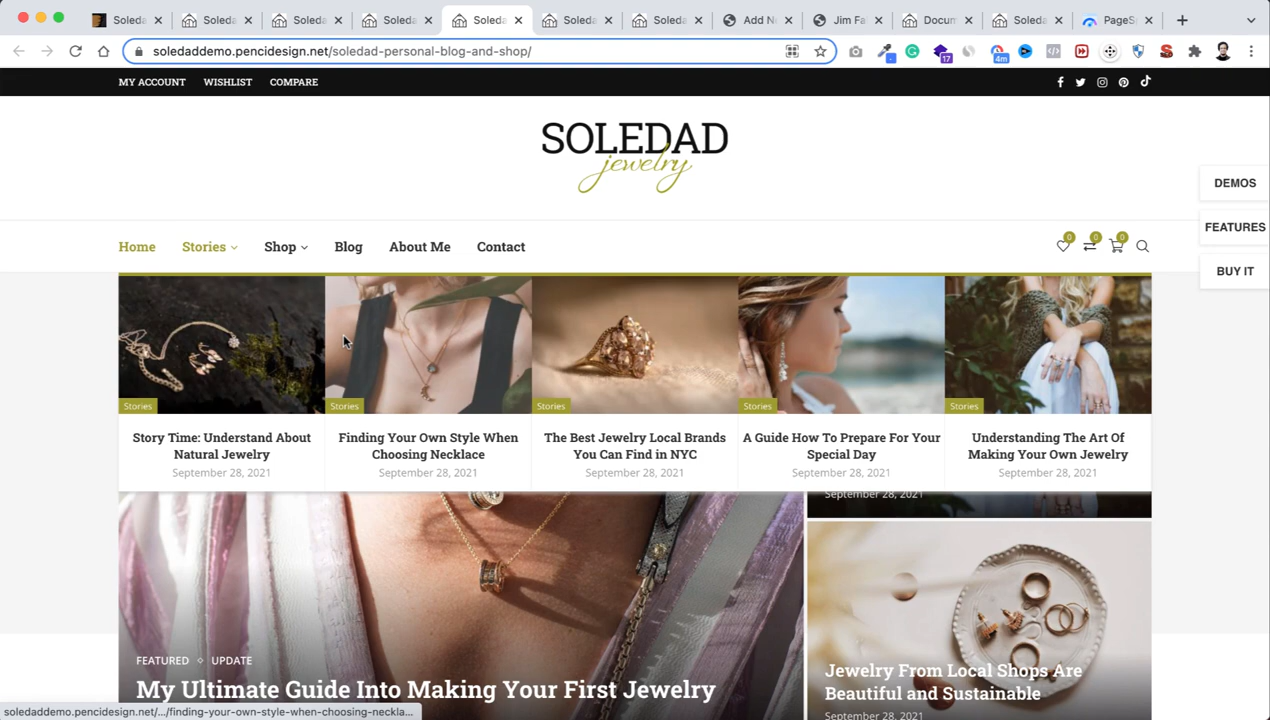 Soleda
Soleda
Soleda
Soleda
Soleda
Soleda
Soleda
Add N
Jim Fa
Docum
Soleda
PageS
soledaddemo.pencidesign.net/soledad-personal-blog-and-shop/
17
4m
MY ACCOUNT WISHLIST COMPARE
SOLEDAD
jewelry
DEMOS
FEATURES
BUY IT
Home Stories Shop Blog About Me Contact
0 0 0
Stories
Story Time: Understand About
Natural Jewelry
September 28, 2021
Stories
Finding Your Own Style When
Choosing Necklace
September 28, 2021
Stories
The Best Jewelry Local Brands
You Can Find in NYC
September 28, 2021
Stories
A Guide How To Prepare For Your
Special Day
September 28, 2021
Stories
Understanding The Art Of
Making Your Own Jewelry
September 28, 2021
September 28, 2021
FEATURED UPDATE
My Ultimate Guide Into Making Your First Jewelry
Jewelry From Local Shops Are
Beautiful and Sustainable
September 28, 2021
soledaddemo.pencidesign.net/.../finding-your-own-style-when-choosing-neckla...